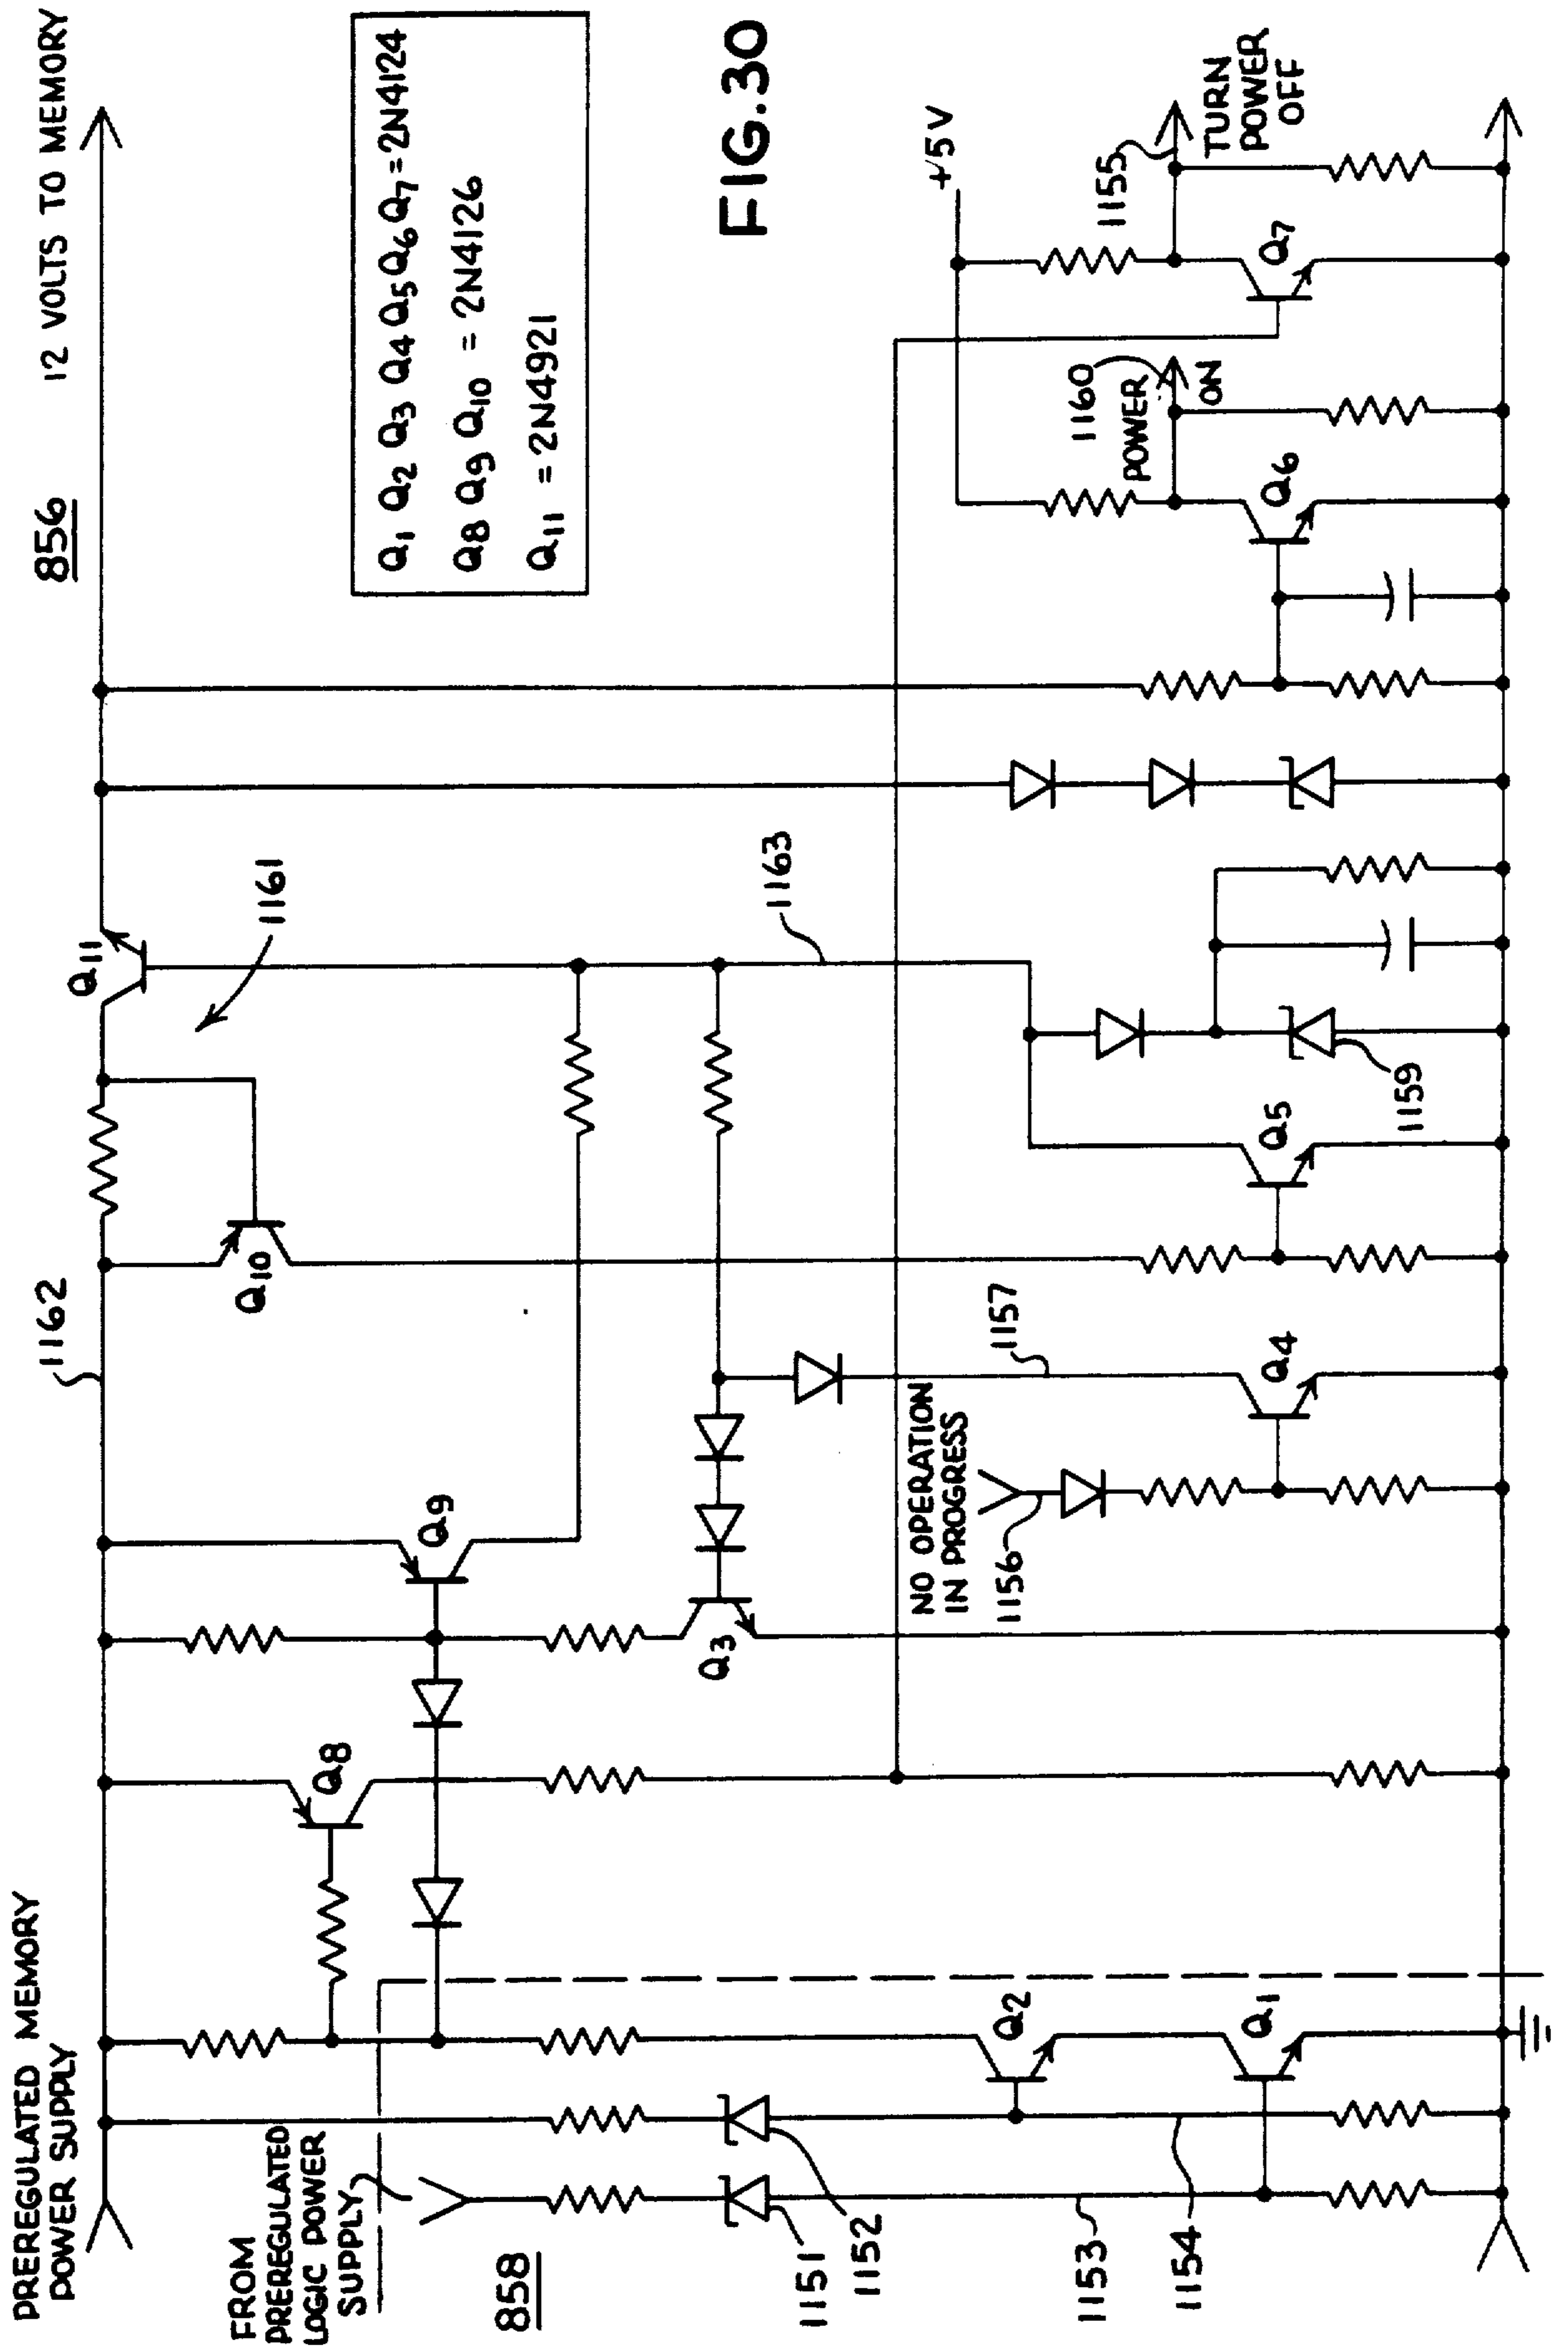 PREREGULATED MEMORY
POWER SUPPLY
1162
856
12 VOLTS TO MEMORY
Q11
1161
Q10
FROM
PREREGULATED
LOGIC POWER
SUPPLY
Q8
Q9
Q1 Q2 Q3 Q4 Q5 Q6 Q7 = 2N4124
Q8 Q9 Q10 = 2N4126
Q11 = 2N4921
858
Q3
1163
FIG.30
1151
1152
NO OPERATION
IN PROGRESS
1156
1157
+5V
1153
1154
Q2
Q1
Q4
Q5
1159
1160
POWER
ON
Q6
1155
Q7
TURN
POWER
OFF